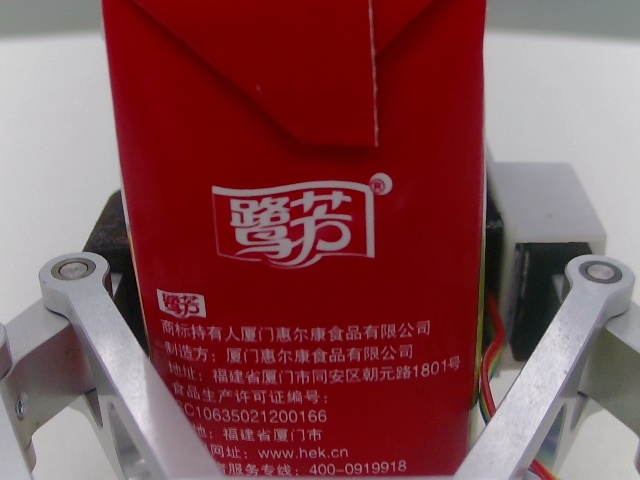 鹭芳®
鹭芳
商标持有人厦门惠尔康食品有限公司
制造方：厦门惠尔康食品有限公司
地址：福建省厦门市同安区朝元路1801号
食品生产许可证编号：
C10635021200166
地：福建省厦门市
网址：www.hek.cn
服务专线：400-0919918